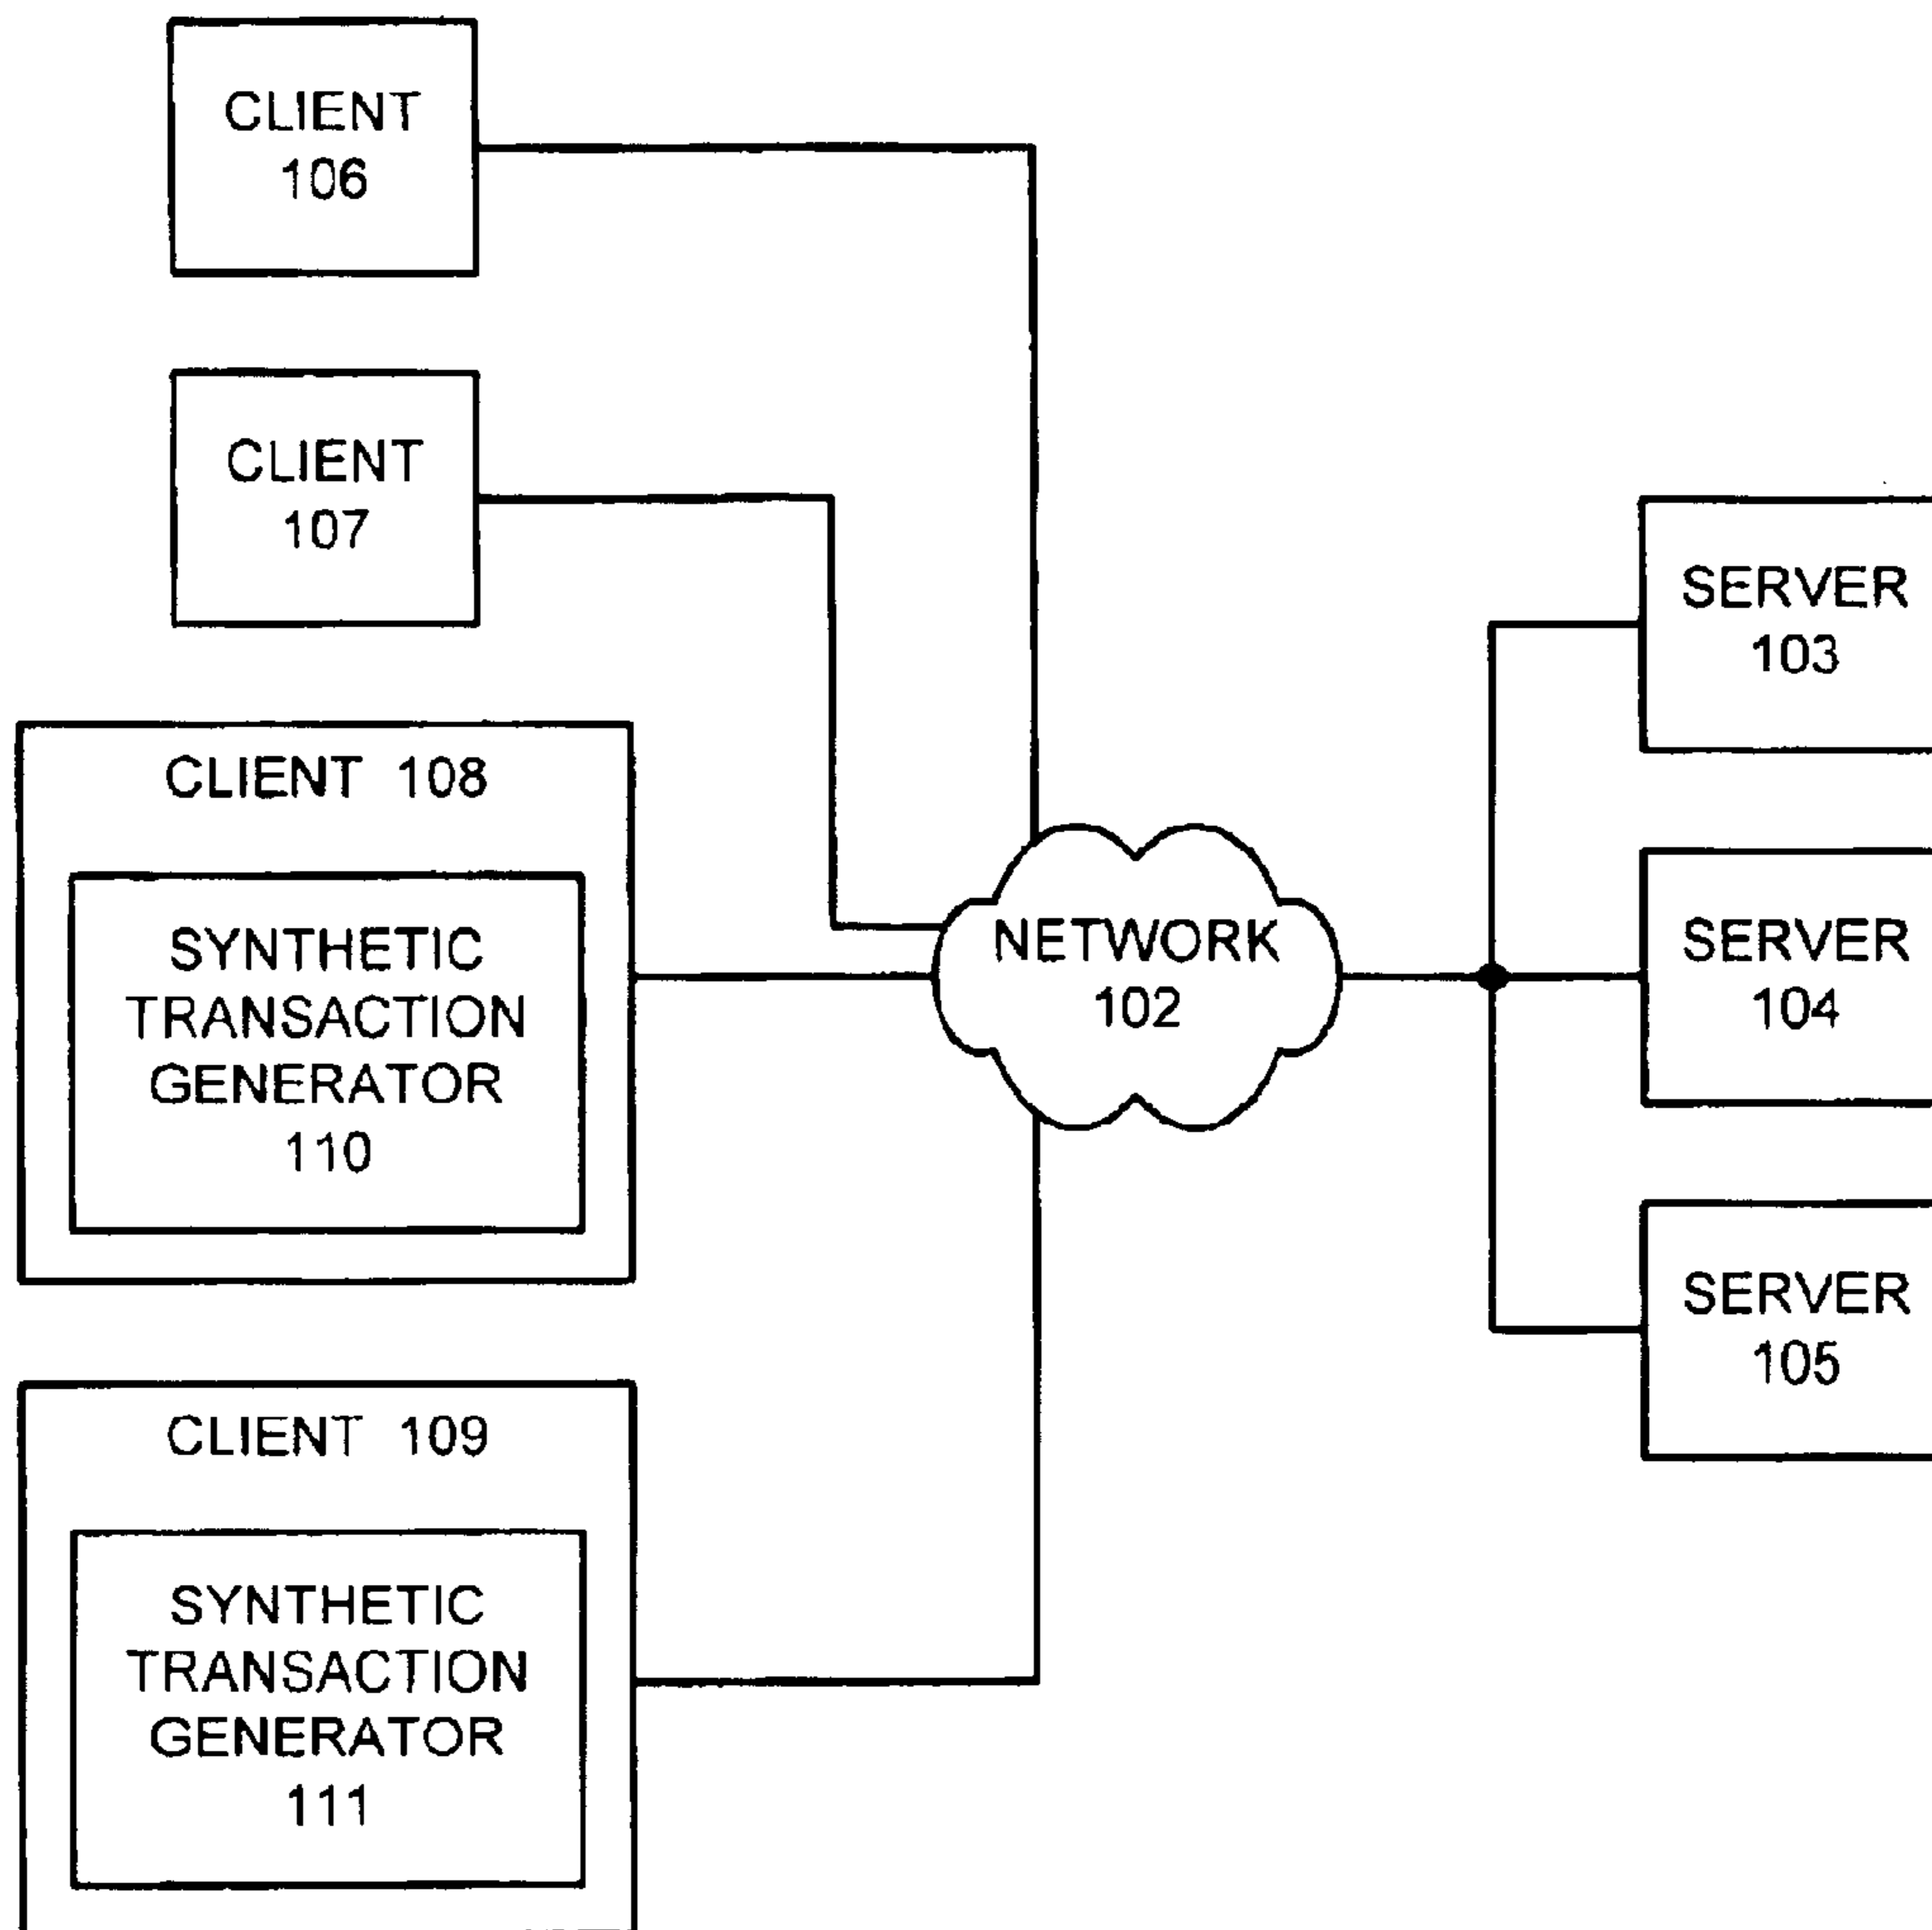 CLIENT
106
CLIENT
107
CLIENT 108
SYNTHETIC
TRANSACTION
GENERATOR
110
CLIENT 109
SYNTHETIC
TRANSACTION
GENERATOR
111
NETWORK
102
SERVER
103
SERVER
104
SERVER
105